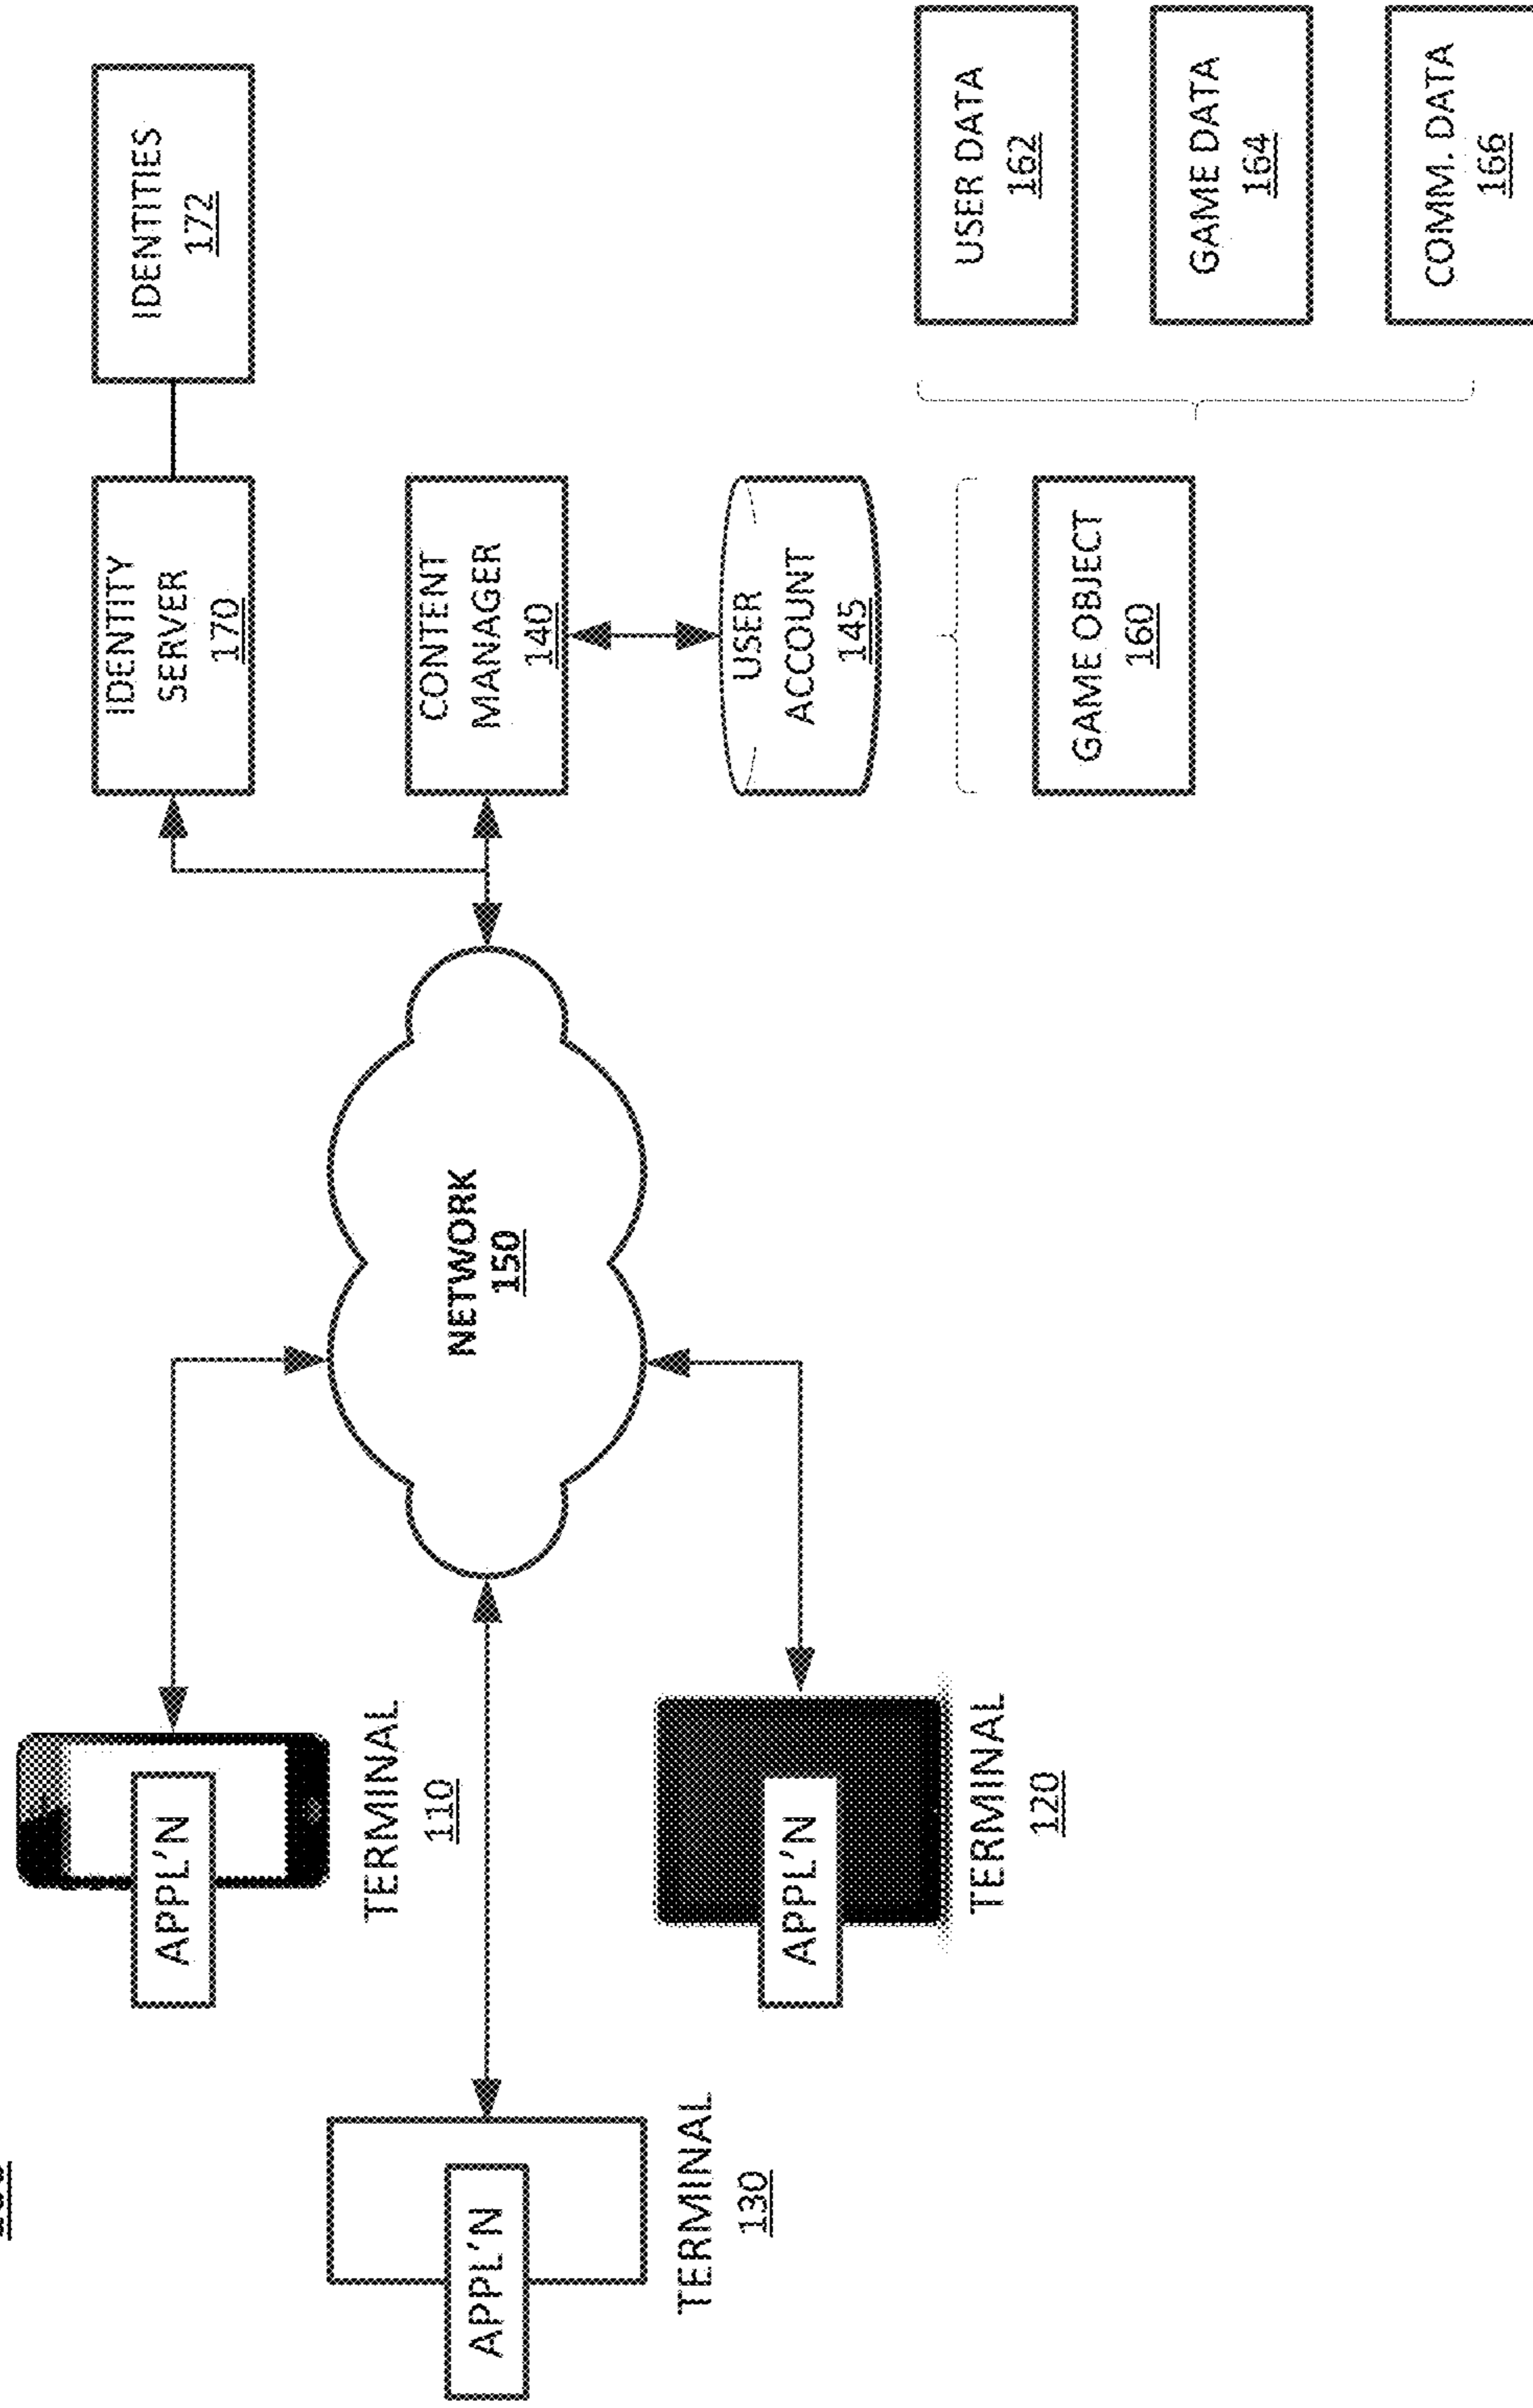 APPL'N
TERMINAL
110
IDENTITY
SERVER
170
IDENTITIES
172
APPL'N
TERMINAL
130
NETWORK
150
CONTENT
MANAGER
140
APPL'N
TERMINAL
120
USER
ACCOUNT
145
GAME OBJECT
160
USER DATA
162
GAME DATA
164
COMM. DATA
166